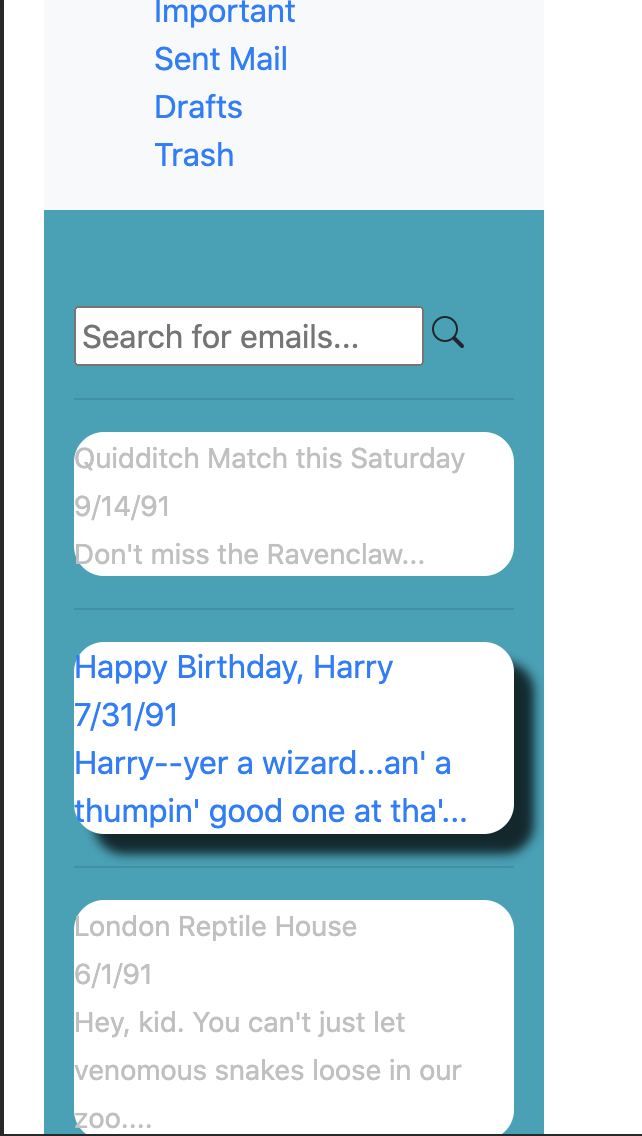 Important
Sent Mail
Drafts
Trash
Search for emails...
Quidditch Match this Saturday
9/14/91
Don't miss the Ravenclaw...
Happy Birthday, Harry
7/31/91
Harry--yer a wizard...an' a
thumpin' good one at tha'...
London Reptile House
6/1/91
Hey, kid. You can't just let
venomous snakes loose in our
zoo....